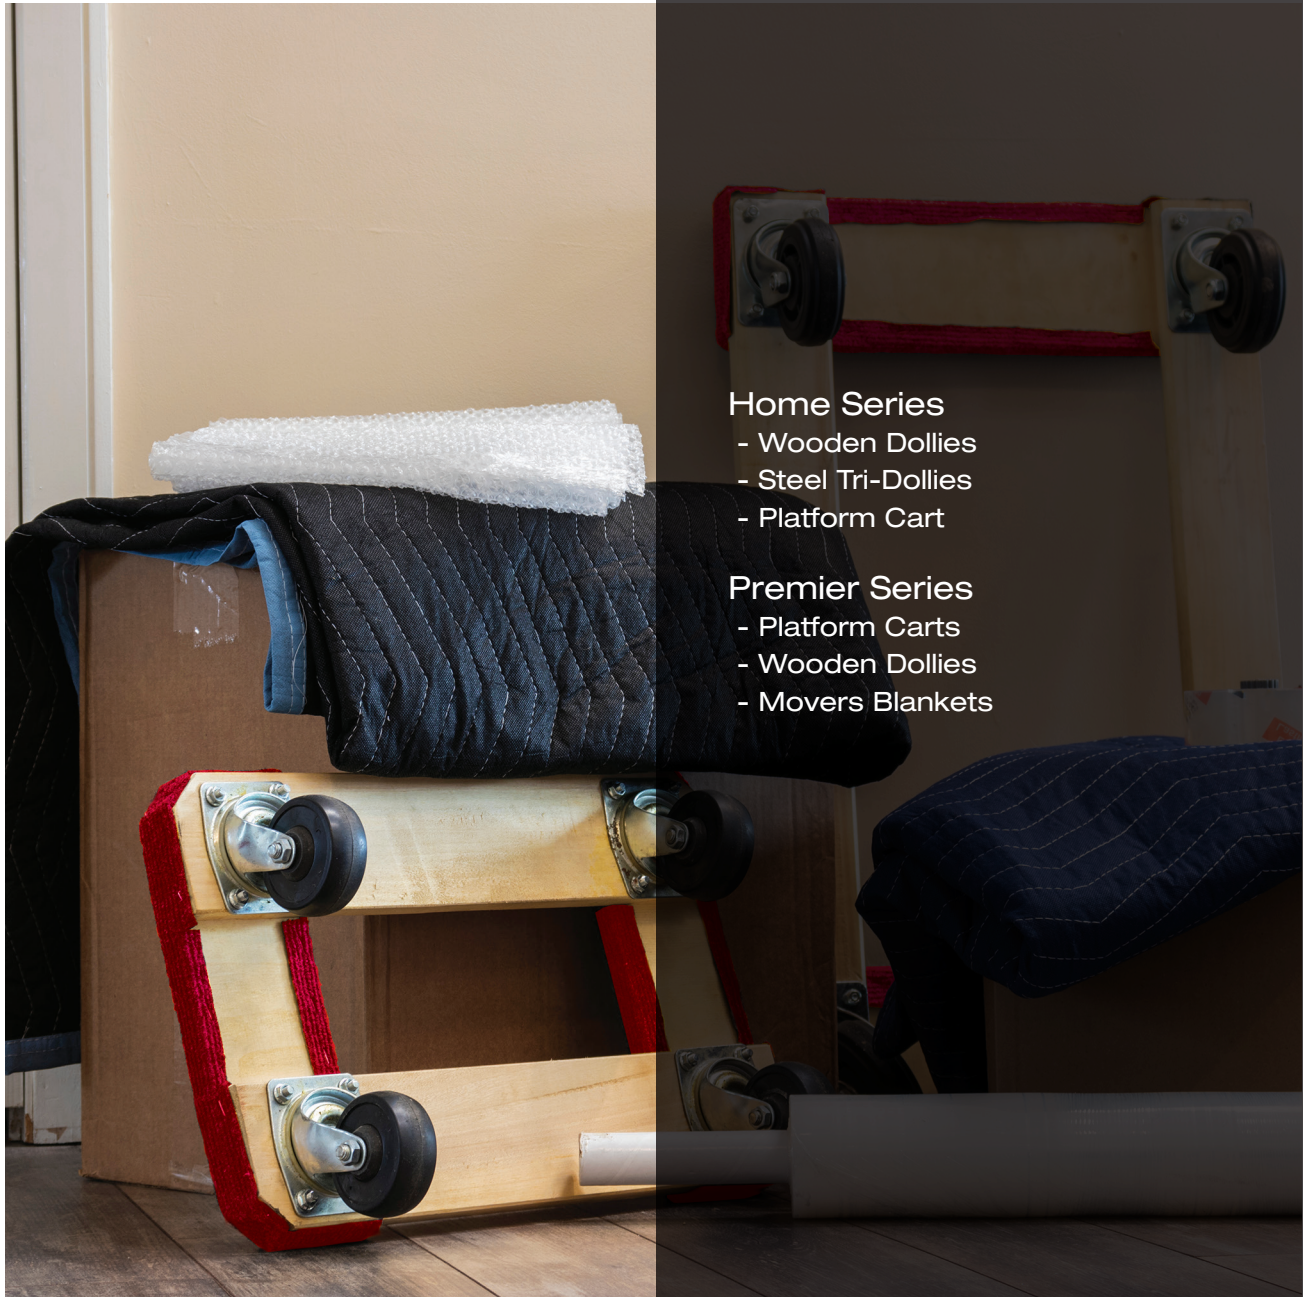 Home Series
- Wooden Dollies
- Steel Tri-Dollies
- Platform Cart
Premier Series
- Platform Carts
- Wooden Dollies
- Movers Blankets